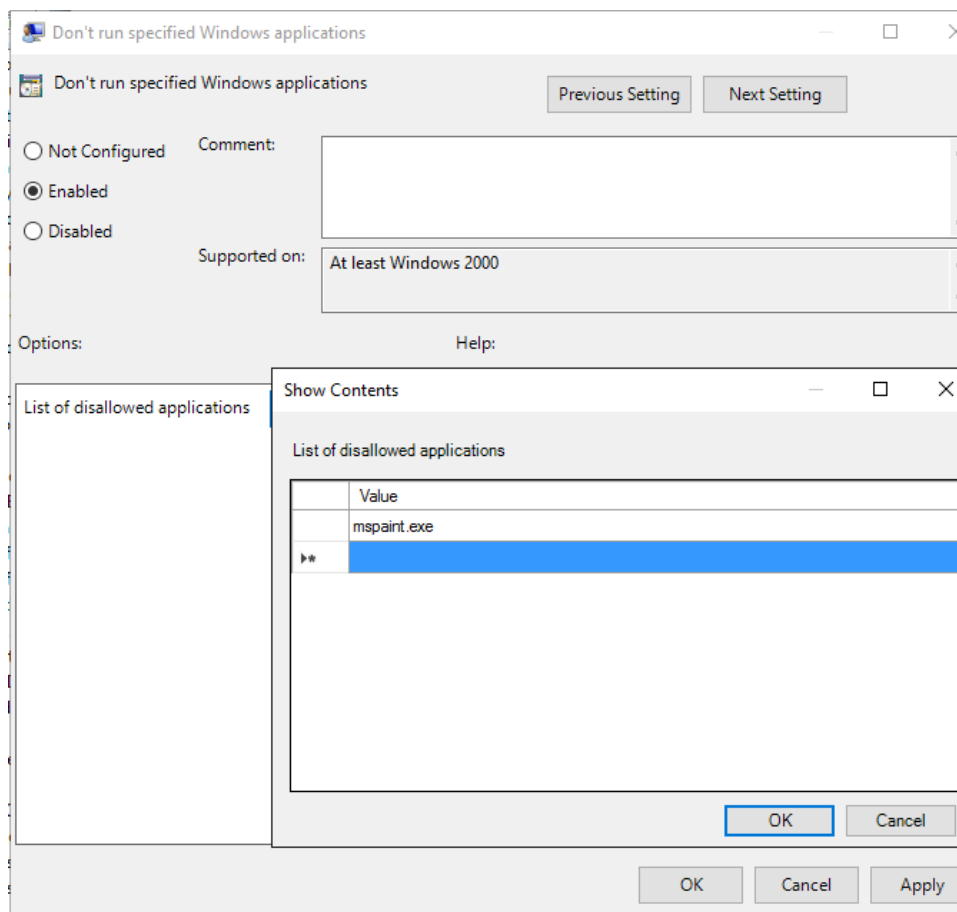 Don't run specified Windows applications
Don't run specified Windows applications
Previous Setting
Next Setting
Not Configured
Comment:
Enabled
Disabled
Supported on:
At least Windows 2000
Options:
Help:
List of disallowed applications
Show Contents
List of disallowed applications
Value
mspaint.exe
OK
Cancel
OK
Cancel
Apply